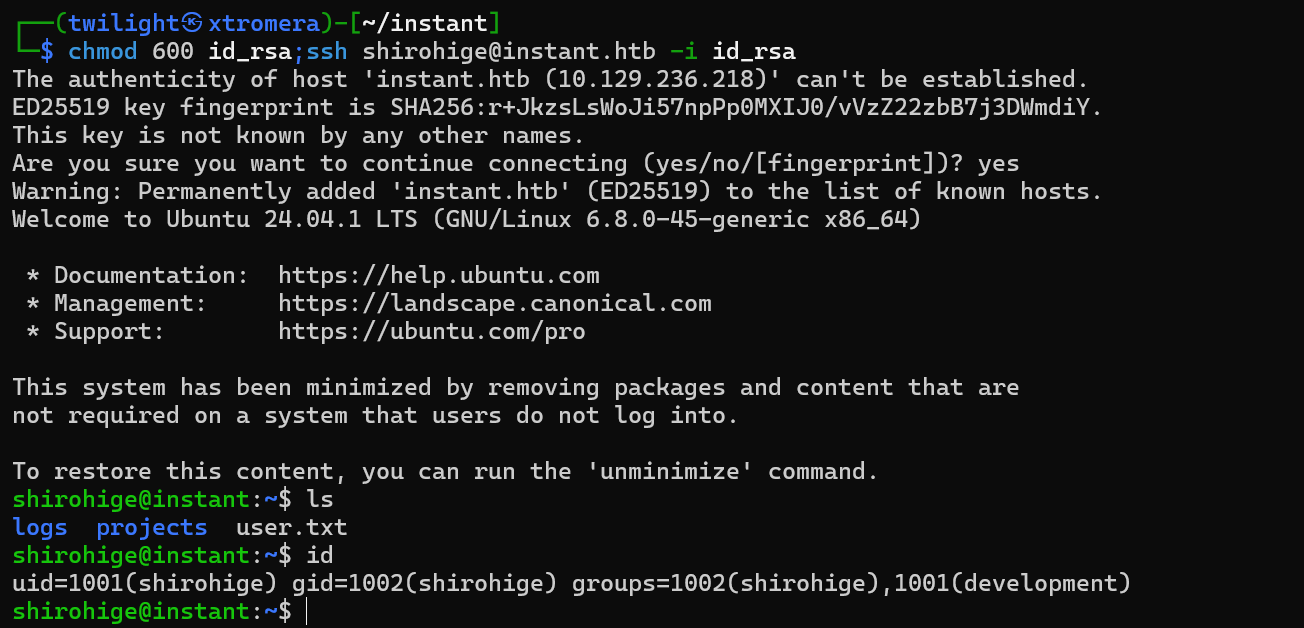 ┌──(twilight㉿xtromera)-[~/instant]
└─$ chmod 600 id_rsa;ssh shirohige@instant.htb -i id_rsa
The authenticity of host 'instant.htb (10.129.236.218)' can't be established.
ED25519 key fingerprint is SHA256:r+JkzsLsWoJi57npPp0MXIJ0/vVzZ22zbB7j3DWmdiY.
This key is not known by any other names.
Are you sure you want to continue connecting (yes/no/[fingerprint])? yes
Warning: Permanently added 'instant.htb' (ED25519) to the list of known hosts.
Welcome to Ubuntu 24.04.1 LTS (GNU/Linux 6.8.0-45-generic x86_64)

 * Documentation:  https://help.ubuntu.com
 * Management:     https://landscape.canonical.com
 * Support:        https://ubuntu.com/pro

This system has been minimized by removing packages and content that are
not required on a system that users do not log into.

To restore this content, you can run the 'unminimize' command.
shirohige@instant:~$ ls
logs  projects  user.txt
shirohige@instant:~$ id
uid=1001(shirohige) gid=1002(shirohige) groups=1002(shirohige),1001(development)
shirohige@instant:~$